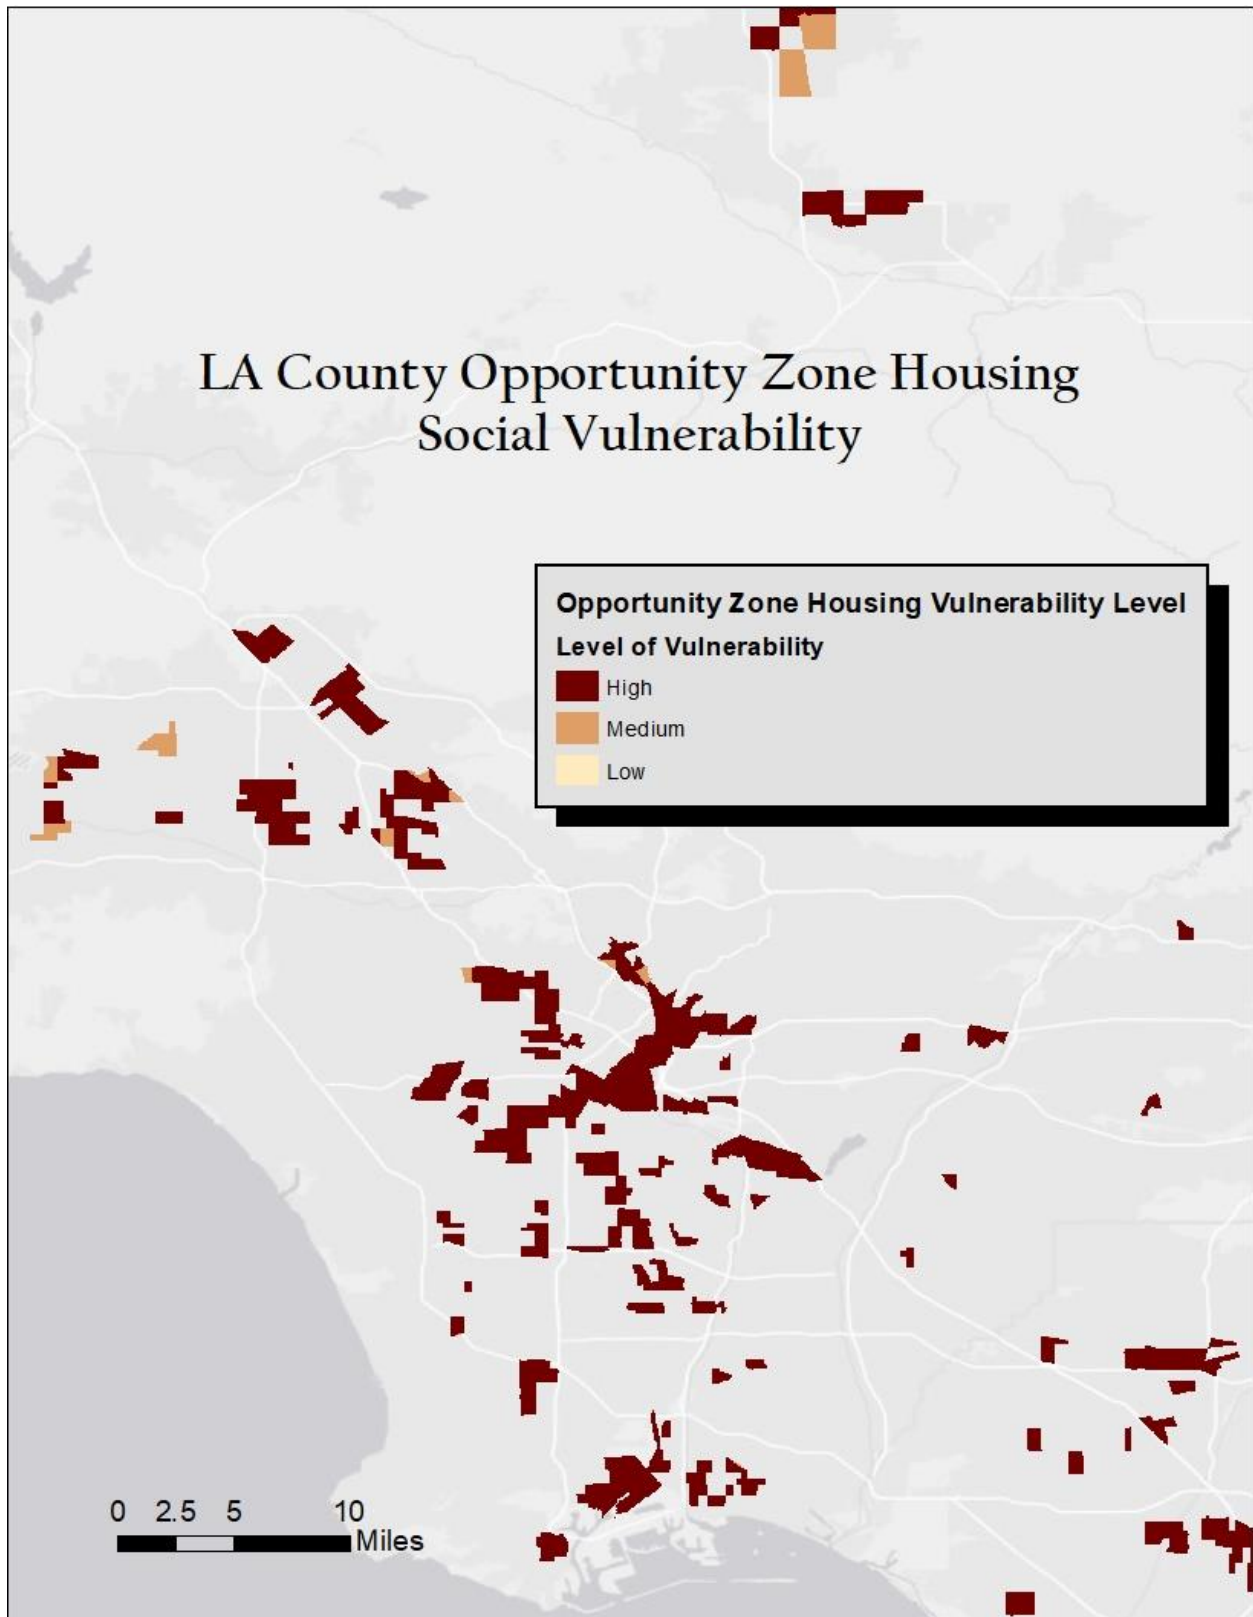 LA County Opportunity Zone Housing
Social Vulnerability
Opportunity Zone Housing Vulnerability Level
Level of Vulnerability
High
Medium
Low
0 2.5 5 10
Miles